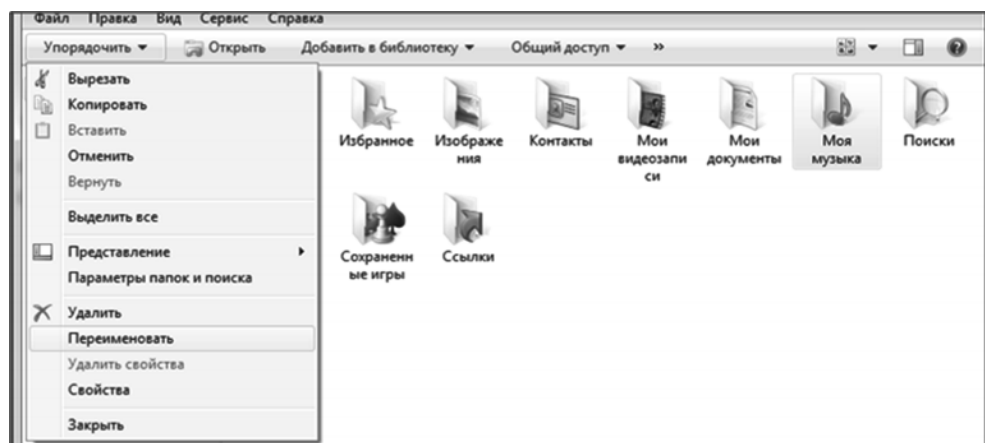 Файл Правка Вид Сервис Справка
Упорядочить Открыть Добавить в библиотеку Общий доступ »
Вырезать
Копировать
Вставить
Отменить
Вернуть
Выделить все
Представление
Параметры папок и поиска
Удалить
Переименовать
Удалить свойства
Свойства
Закрыть
Избранное
Изображе
ния
Контакты
Мои
видеозапи
си
Мои
документы
Моя
музыка
Поиски
Сохраненн
ые игры
Ссылки